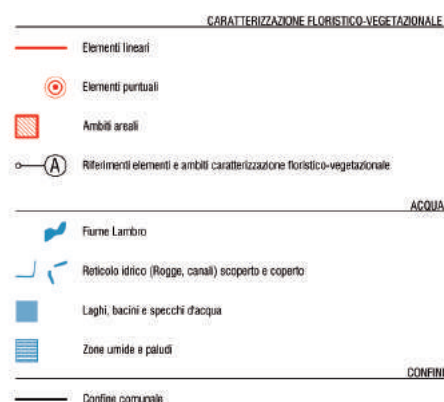 CARATTERIZZAZIONE FLORISTICO-VEGETAZIONALE
Elementi lineari
Elementi puntuali
Ambiti areali
A Riferimenti elementi e ambiti caratterizzazione floristico-vegetazionale
ACQUA
Fiume Lambro
Reticolo idrico (Rogge, canali) scoperto e coperto
Laghi, bacini e specchi d'acqua
Zone umide e paludi
CONFINI
Confine comunale